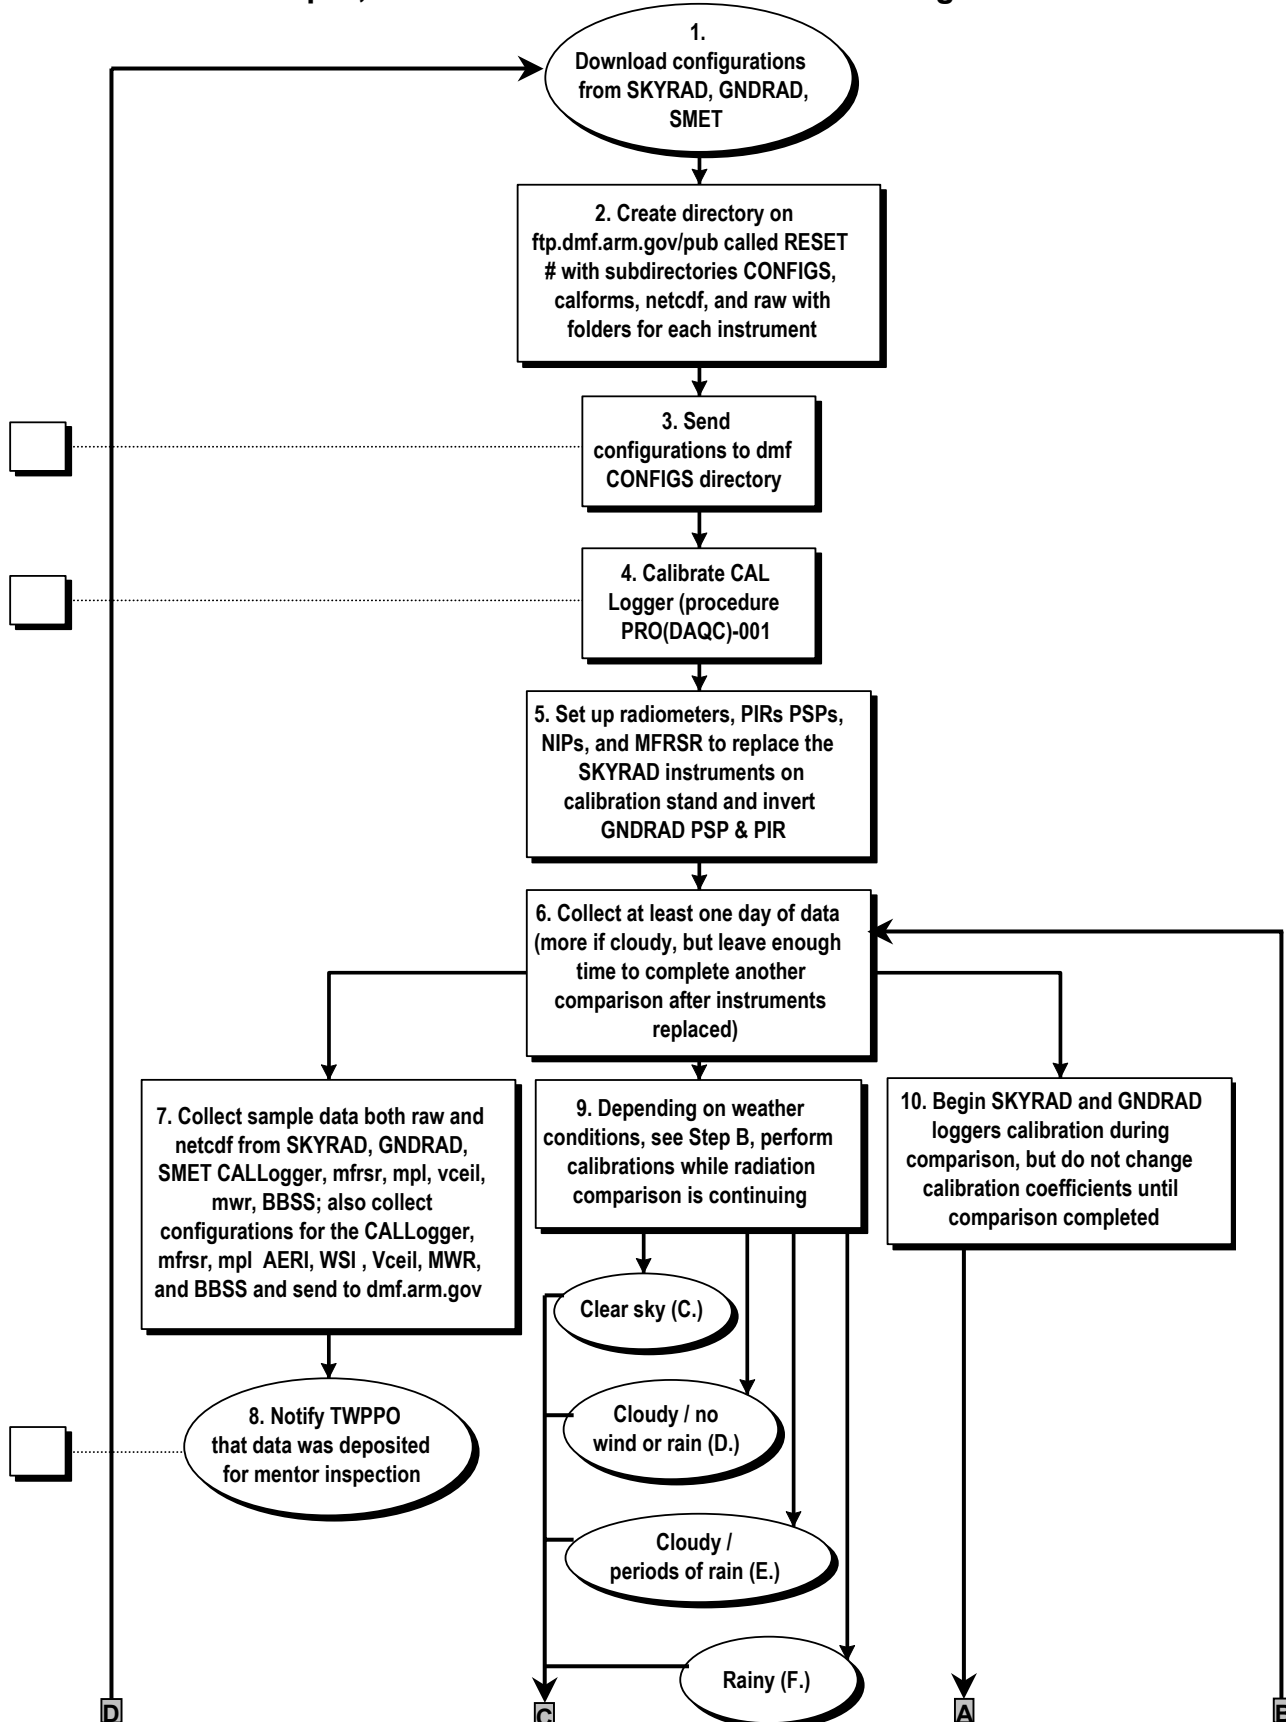 1.
Download configurations
from SKYRAD, GNDRAD,
SMET
2. Create directory on
ftp.dmf.arm.gov/pub called RESET
# with subdirectories CONFIGS,
calforms, netcdf, and raw with
folders for each instrument
3. Send
configurations to dmf
CONFIGS directory
4. Calibrate CAL
Logger (procedure
PRO(DAQC)-001
5. Set up radiometers, PIRs PSPs,
NIPs, and MFRSR to replace the
SKYRAD instruments on
calibration stand and invert
GNDRAD PSP & PIR
6. Collect at least one day of data
(more if cloudy, but leave enough
time to complete another
comparison after instruments
replaced)
7. Collect sample data both raw and
netcdf from SKYRAD, GNDRAD,
SMET CALLogger, mfrsr, mpl, vceil,
mwr, BBSS; also collect
configurations for the CALLogger,
mfrsr, mpl AERI, WSI , Vceil, MWR,
and BBSS and send to dmf.arm.gov
8. Notify TWPPO
that data was deposited
for mentor inspection
9. Depending on weather
conditions, see Step B, perform
calibrations while radiation
comparison is continuing
Clear sky (C.)
Cloudy / no
wind or rain (D.)
Cloudy /
periods of rain (E.)
Rainy (F.)
10. Begin SKYRAD and GNDRAD
loggers calibration during
comparison, but do not change
calibration coefficients until
comparison completed
D
C
A